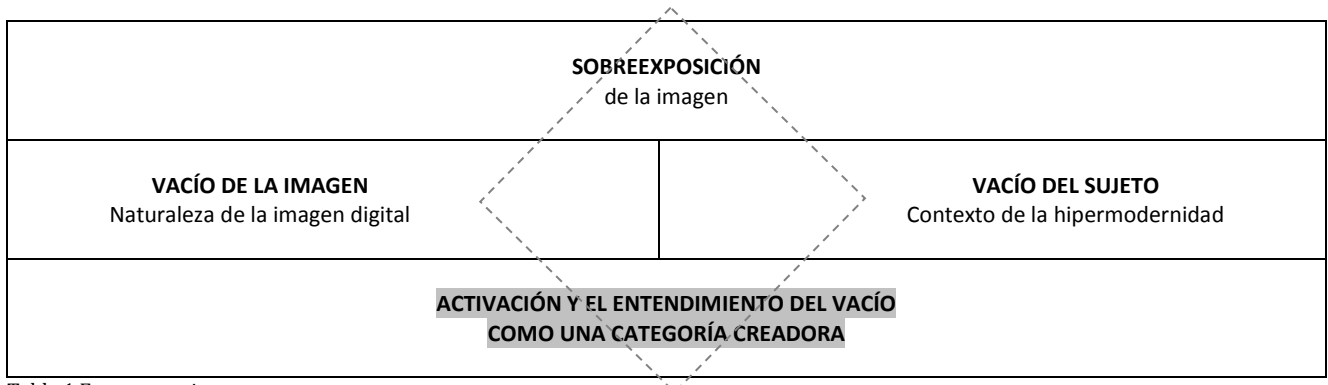 SOBREEXPOSICIÓN
de la imagen
VACÍO DE LA IMAGEN
Naturaleza de la imagen digital
VACÍO DEL SUJETO
Contexto de la hipermodernidad
ACTIVACIÓN Y EL ENTENDIMIENTO DEL VACÍO
COMO UNA CATEGORÍA CREADORA